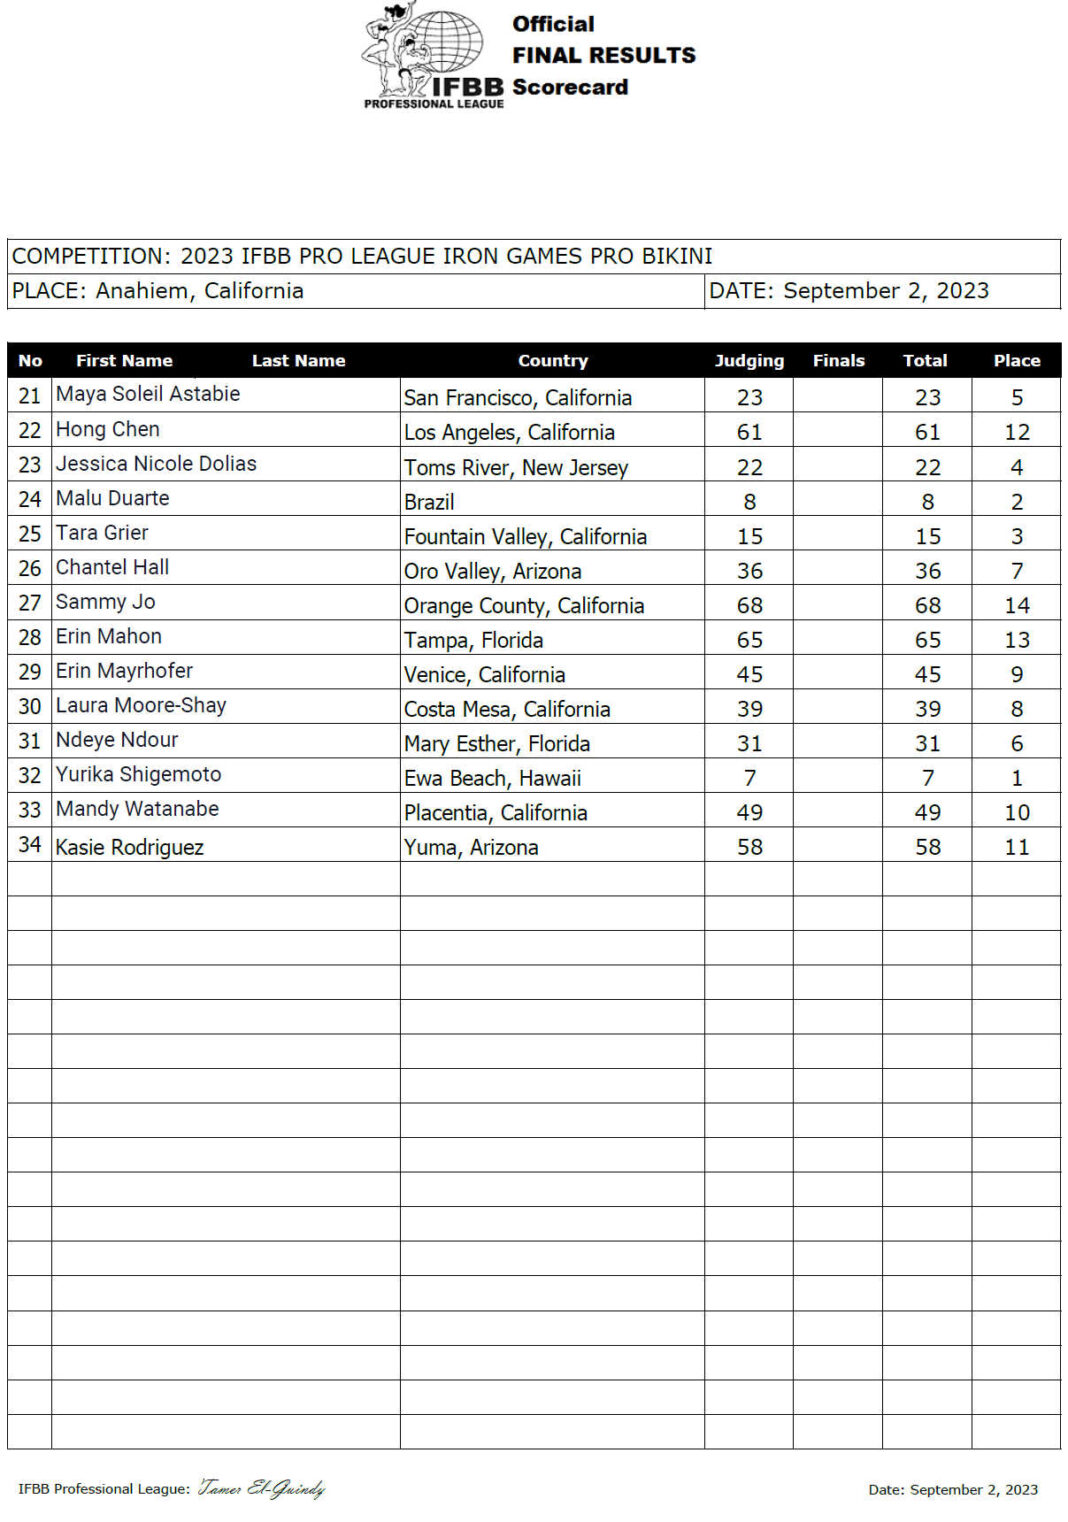 Official
FINAL RESULTS
IFBB Scorecard
PROFESSIONAL LEAGUE
COMPETITION: 2023 IFBB PRO LEAGUE IRON GAMES PRO BIKINI
PLACE: Anahiem, California DATE: September 2, 2023
No First Name Last Name Country Judging Finals Total Place
21 Maya Soleil Astabie San Francisco, California 23 23 5
22 Hong Chen Los Angeles, California 61 61 12
23 Jessica Nicole Dolias Toms River, New Jersey 22 22 4
24 Malu Duarte Brazil 8 8 2
25 Tara Grier Fountain Valley, California 15 15 3
26 Chantel Hall Oro Valley, Arizona 36 36 7
27 Sammy Jo Orange County, California 68 68 14
28 Erin Mahon Tampa, Florida 65 65 13
29 Erin Mayrhofer Venice, California 45 45 9
30 Laura Moore-Shay Costa Mesa, California 39 39 8
31 Ndeye Ndour Mary Esther, Florida 31 31 6
32 Yurika Shigemoto Ewa Beach, Hawaii 7 7 1
33 Mandy Watanabe Placentia, California 49 49 10
34 Kasie Rodriguez Yuma, Arizona 58 58 11
IFBB Professional League: Tamer El-Guindy Date: September 2, 2023